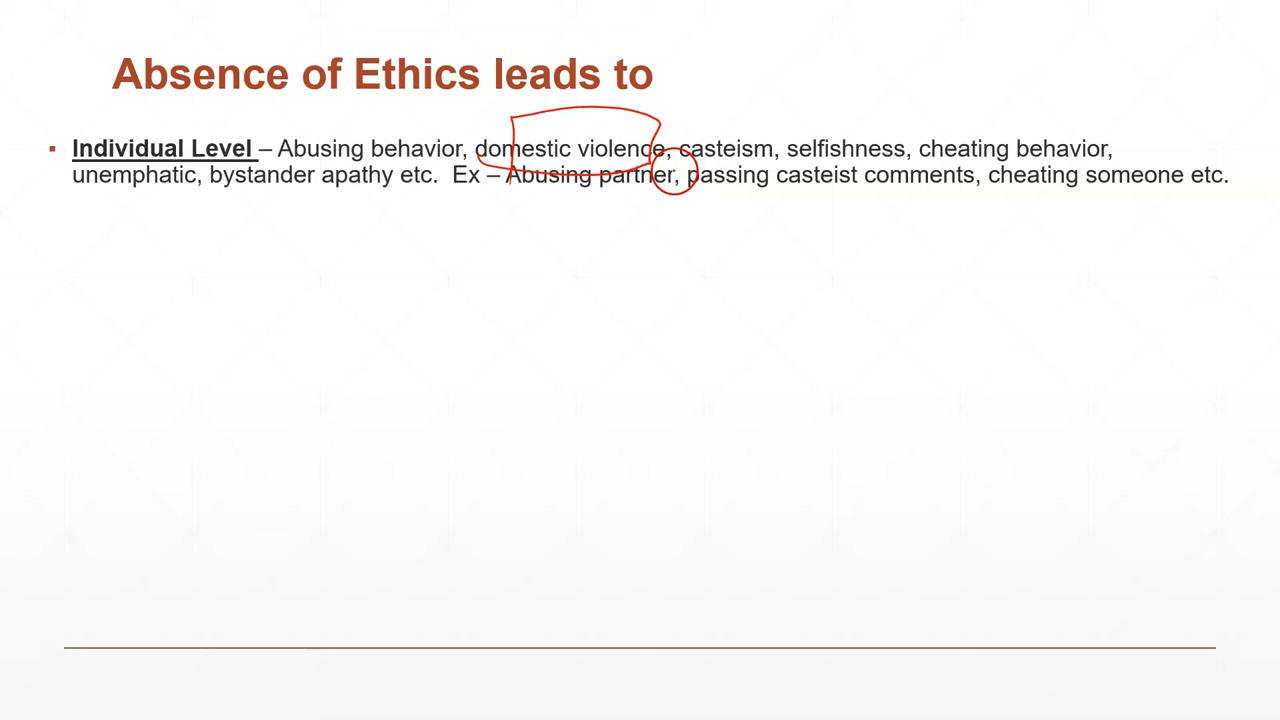 Absence of Ethics leads to
▪ Individual Level – Abusing behavior, domestic violence, casteism, selfishness, cheating behavior,
unemphatic, bystander apathy etc.  Ex – Abusing partner, passing casteist comments, cheating someone etc.